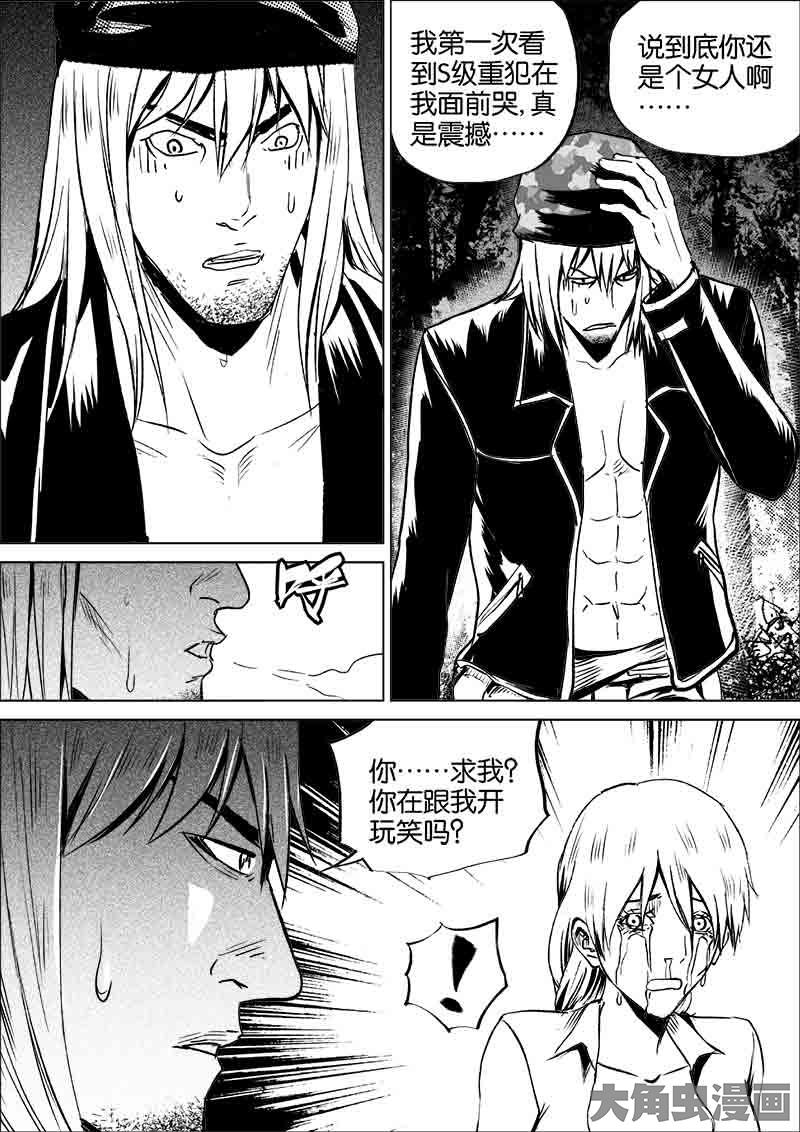 我第一次看
到S级重犯在
我面前哭,真
是震撼……
说到底你还
是个女人啊
……
呼
你……求我?
你在跟我开
玩笑吗?
!
大角虫漫画